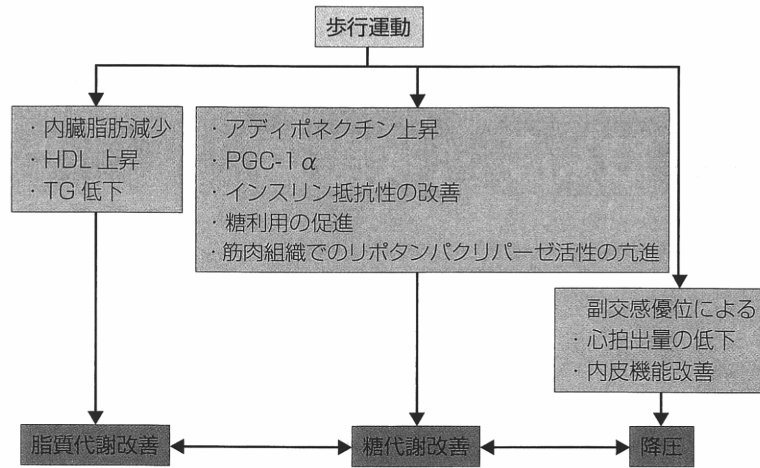 歩行運動
・内臓脂肪減少
・HDL 上昇
・TG 低下
・アディポネクチン上昇
・PGC-1α
・インスリン抵抗性の改善
・糖利用の促進
・筋肉組織でのリポタンパクリパーゼ活性の亢進
副交感優位による
・心拍出量の低下
・内皮機能改善
脂質代謝改善
糖代謝改善
降圧